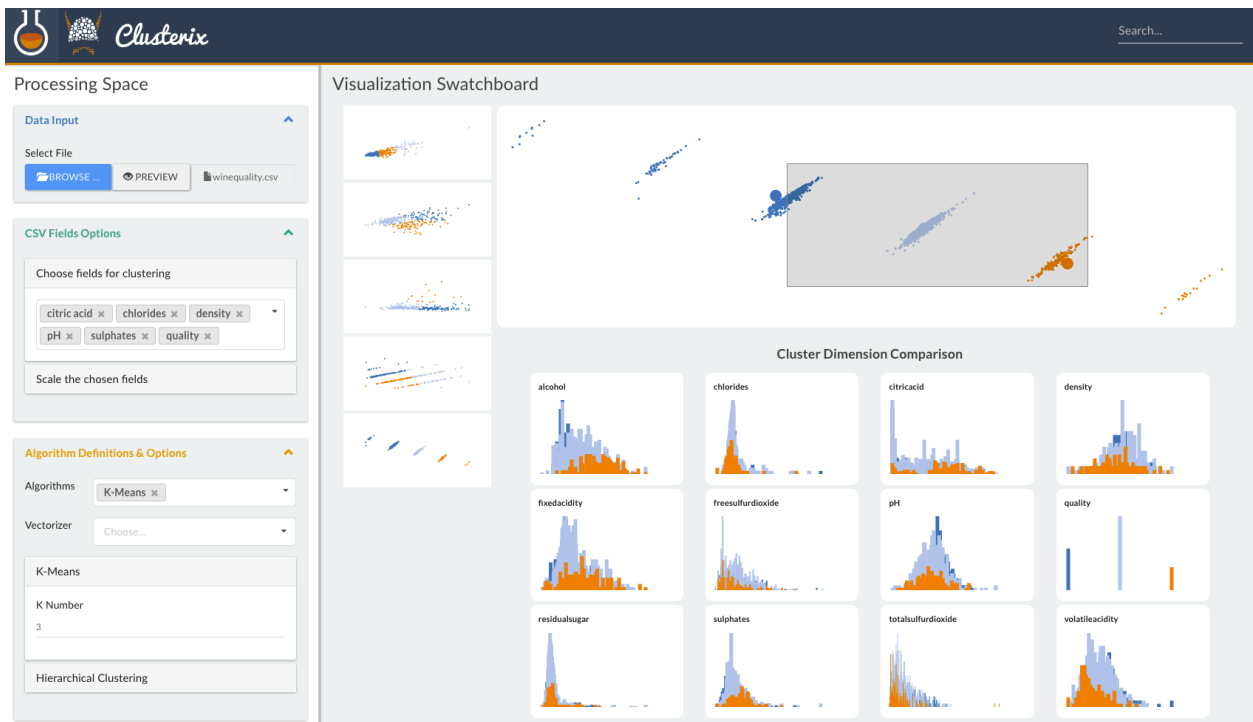 Clusterix
Search...
Processing Space
Data Input
Select File
BROWSE ...
PREVIEW
winequality.csv
CSV Fields Options
Choose fields for clustering
citric acid × chlorides × density ×
pH × sulphates × quality ×
Scale the chosen fields
Algorithm Definitions & Options
Algorithms
K-Means ×
Vectorizer
Choose...
K-Means
K Number
3
Hierarchical Clustering
Visualization Swatchboard
Cluster Dimension Comparison
alcohol
chlorides
citricacid
density
fixedacidity
freesulfurdioxide
pH
quality
residualsugar
sulphates
totalsulfurdioxide
volatileacidity